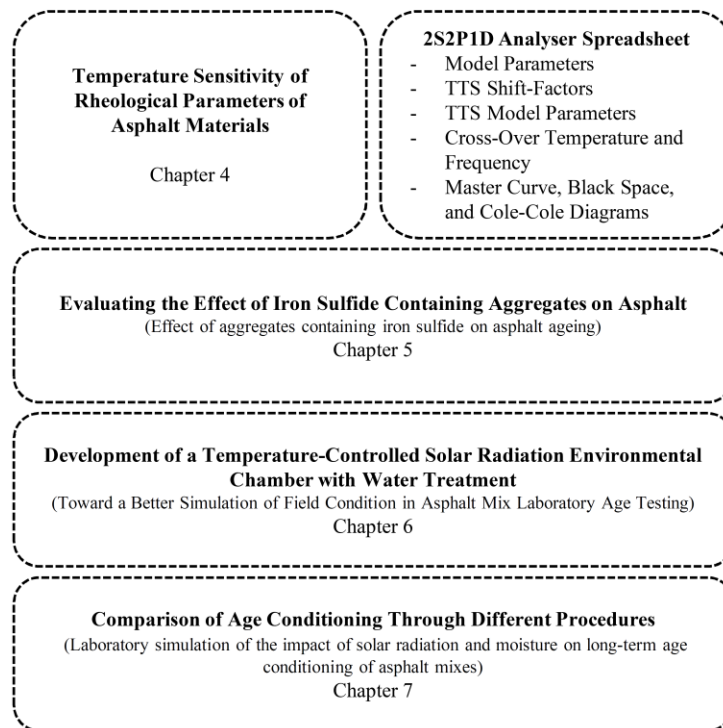 Temperature Sensitivity of
Rheological Parameters of
Asphalt Materials
Chapter 4
2S2P1D Analyser Spreadsheet
- Model Parameters
- TTS Shift-Factors
- TTS Model Parameters
- Cross-Over Temperature and
Frequency
- Master Curve, Black Space,
and Cole-Cole Diagrams
Evaluating the Effect of Iron Sulfide Containing Aggregates on Asphalt
(Effect of aggregates containing iron sulfide on asphalt ageing)
Chapter 5
Development of a Temperature-Controlled Solar Radiation Environmental
Chamber with Water Treatment
(Toward a Better Simulation of Field Condition in Asphalt Mix Laboratory Age Testing)
Chapter 6
Comparison of Age Conditioning Through Different Procedures
(Laboratory simulation of the impact of solar radiation and moisture on long-term age
conditioning of asphalt mixes)
Chapter 7